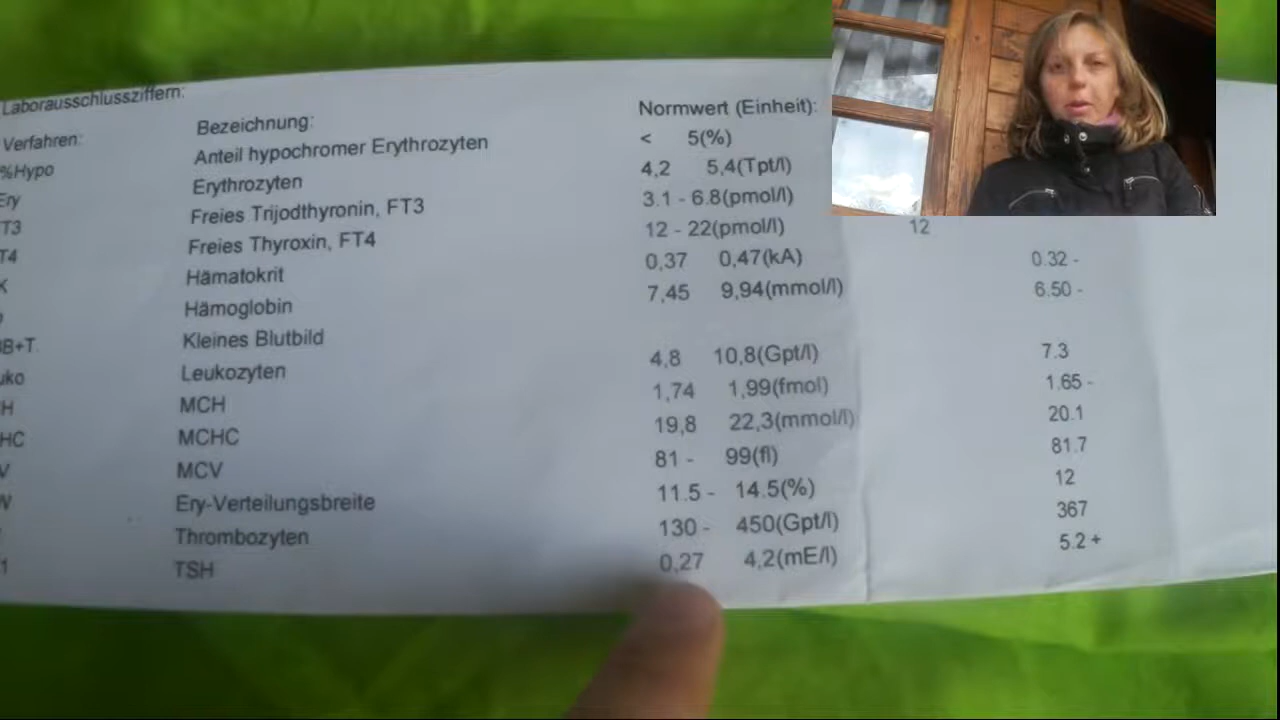 Laborausschlussziffern:
Verfahren: Bezeichnung: Normwert (Einheit):
%Hypo Anteil hypochromer Erythrozyten < 5(%)
Ery Erythrozyten 4,2 5,4(Tpt/l)
T3 Freies Trijodthyronin, FT3 3.1 - 6.8(pmol/l)
T4 Freies Thyroxin, FT4 12 - 22(pmol/l) 12
K Hämatokrit 0,37 0,47(kA) 0.32 -
Hämoglobin 7,45 9,94(mmol/l) 6.50 -
BB+T. Kleines Blutbild
uko Leukozyten 4,8 10,8(Gpt/l) 7.3
H MCH 1,74 1,99(fmol) 1.65 -
HC MCHC 19,8 22,3(mmol/l) 20.1
V MCV 81 - 99(fl) 81.7
W Ery-Verteilungsbreite 11.5 - 14.5(%) 12
Thrombozyten 130 - 450(Gpt/l) 367
1 TSH 0,27 4,2(mE/l) 5.2 +